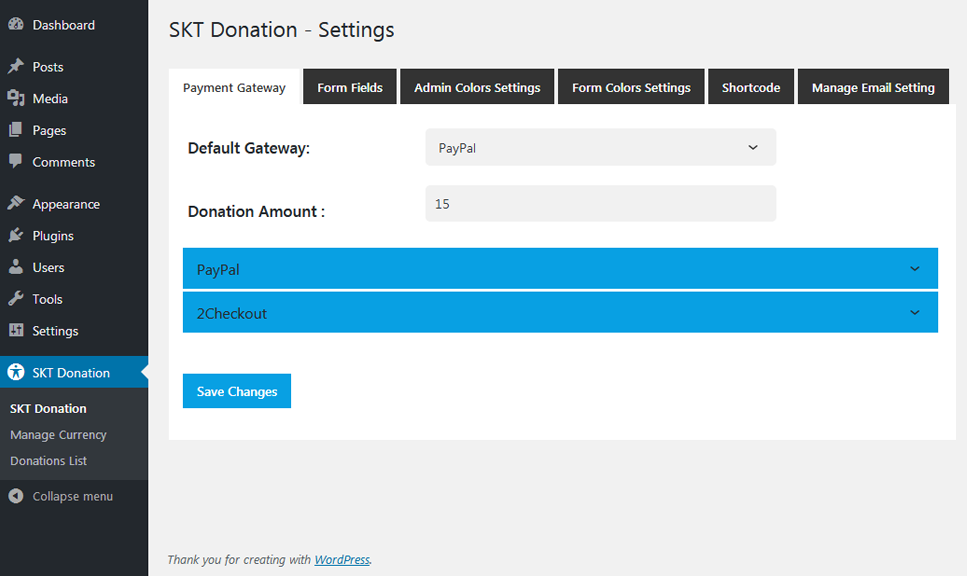 Dashboard
Posts
Media
Pages
Comments
Appearance
Plugins
Users
Tools
Settings
SKT Donation
SKT Donation
Manage Currency
Donations List
Collapse menu
SKT Donation - Settings
Payment Gateway Form Fields Admin Colors Settings Form Colors Settings Shortcode Manage Email Setting
Default Gateway: PayPal
Donation Amount : 15
PayPal
2Checkout
Save Changes
Thank you for creating with WordPress.